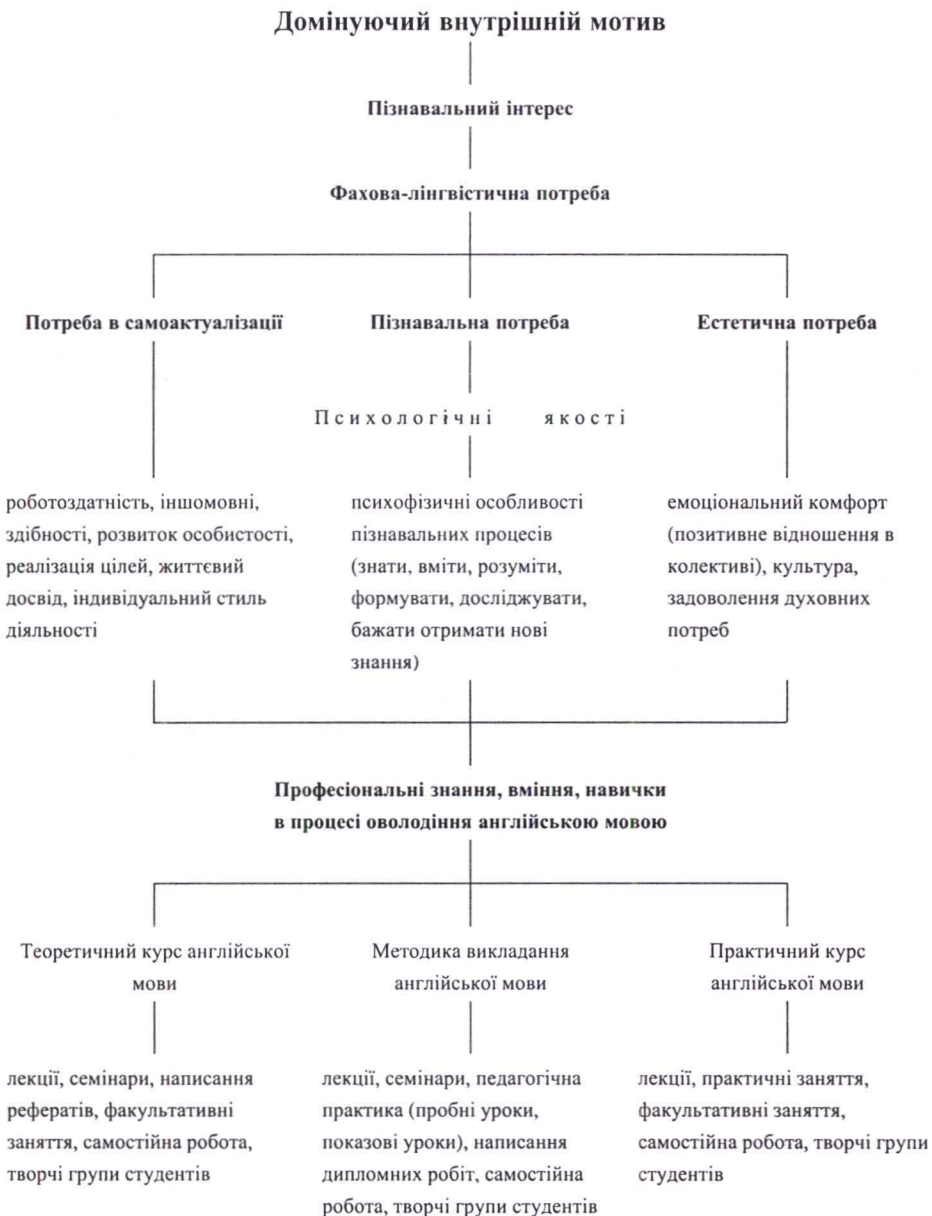 Домінуючий внутрішній мотив
Пізнавальний інтерес
Фахова-лінгвістична потреба
Потреба в самоактуалізації
Пізнавальна потреба
Естетична потреба
Психологічні якості
роботоздатність, іншомовні,
здібності, розвиток особистості,
реалізація цілей, життєвий
досвід, індивідуальний стиль
діяльності
психофізичні особливості
пізнавальних процесів
(знати, вміти, розуміти,
формувати, досліджувати,
бажати отримати нові
знання)
емоціональний комфорт
(позитивне відношення в
колективі), культура,
задоволення духовних
потреб
Професіональні знання, вміння, навички
в процесі оволодіння англійською мовою
Теоретичний курс англійської
мови
Методика викладання
англійської мови
Практичний курс
англійської мови
лекції, семінари, написання
рефератів, факультативні
заняття, самостійна робота,
творчі групи студентів
лекції, семінари, педагогічна
практика (пробні уроки,
показові уроки), написання
дипломних робіт, самостійна
робота, творчі групи студентів
лекції, практичні заняття,
факультативні заняття,
самостійна робота, творчі групи
студентів